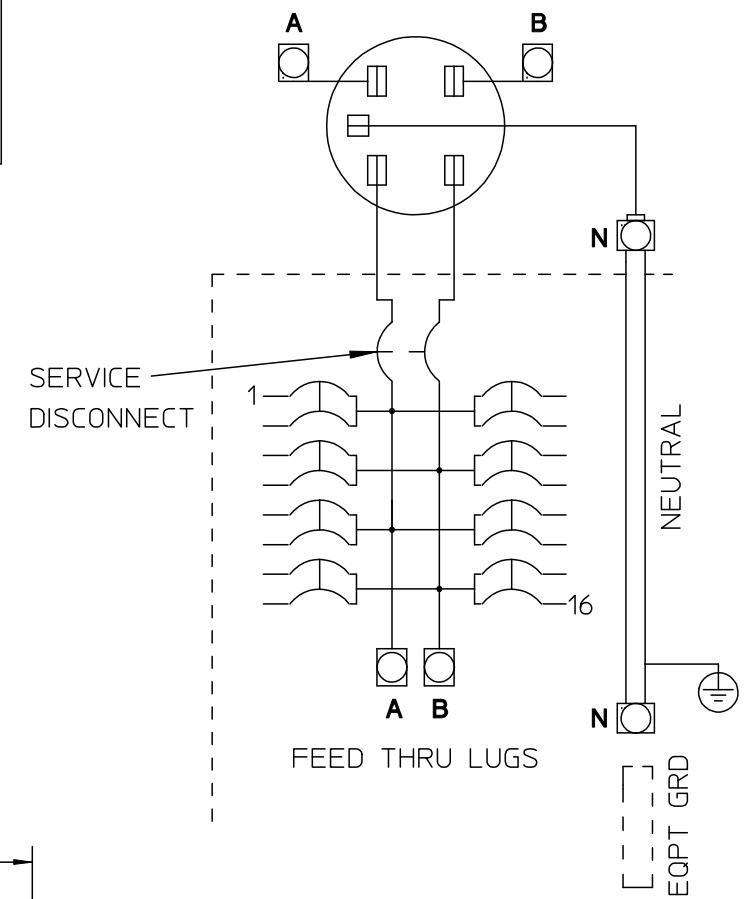 A
B
N
SERVICE
DISCONNECT
1
NEUTRAL
16
A B
N
FEED THRU LUGS
EQPT GRD